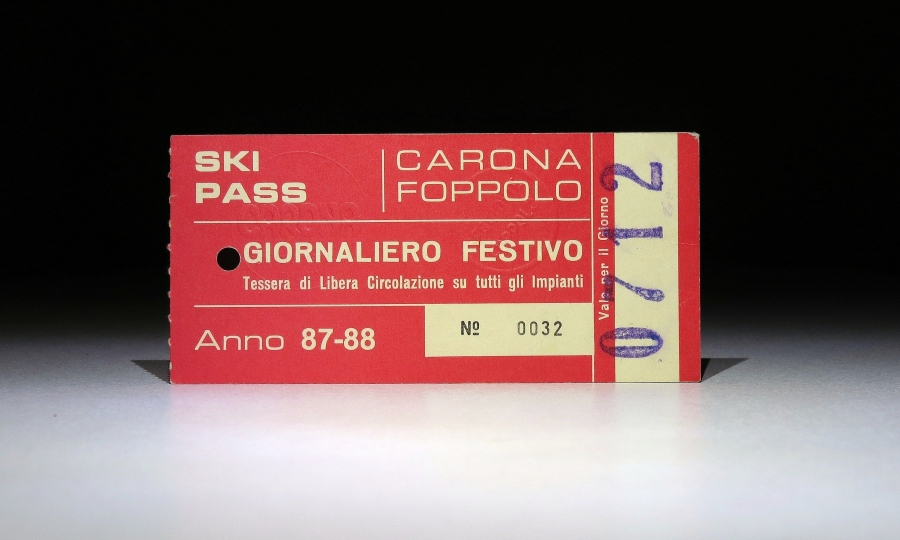 SKI
PASS
CARONA
FOPPOLO
GIORNALIERO FESTIVO
Tessera di Libera Circolazione su tutti gli Impianti
Anno 87-88
Nº 0032
Vale per il Giorno
0712